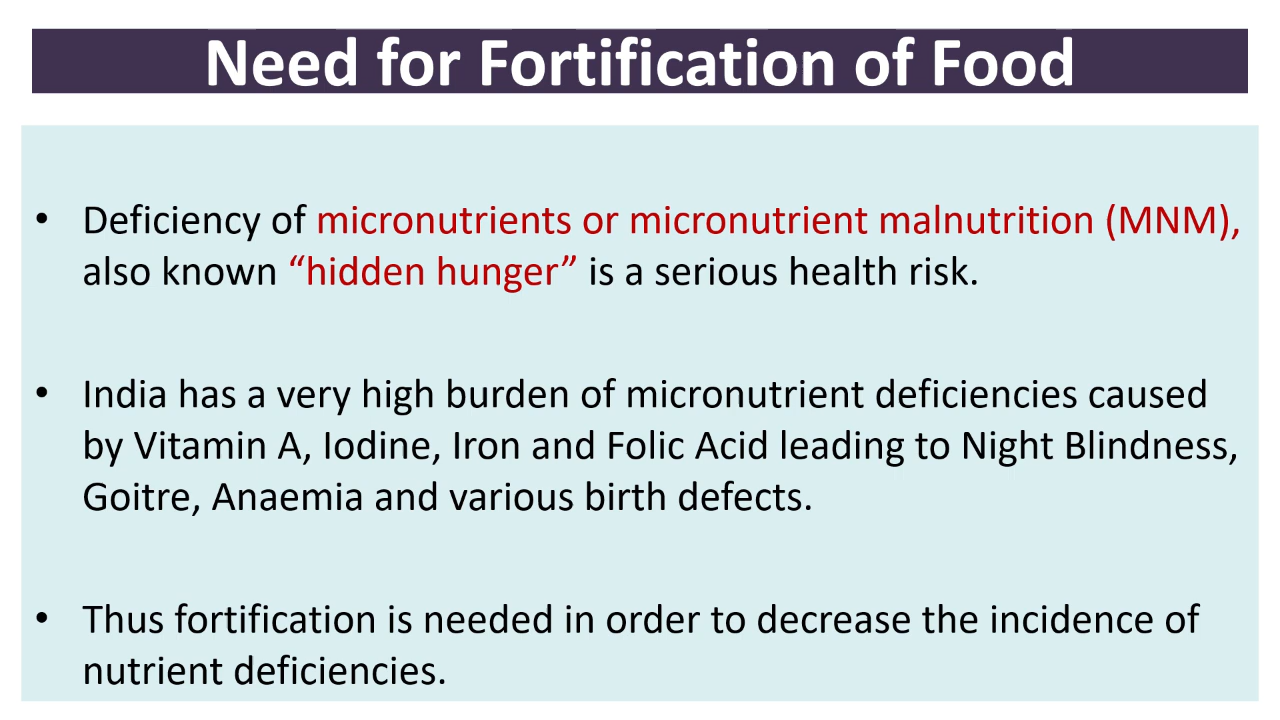 Need for Fortification of Food
• Deficiency of micronutrients or micronutrient malnutrition (MNM),
also known “hidden hunger” is a serious health risk.
• India has a very high burden of micronutrient deficiencies caused
by Vitamin A, Iodine, Iron and Folic Acid leading to Night Blindness,
Goitre, Anaemia and various birth defects.
• Thus fortification is needed in order to decrease the incidence of
nutrient deficiencies.